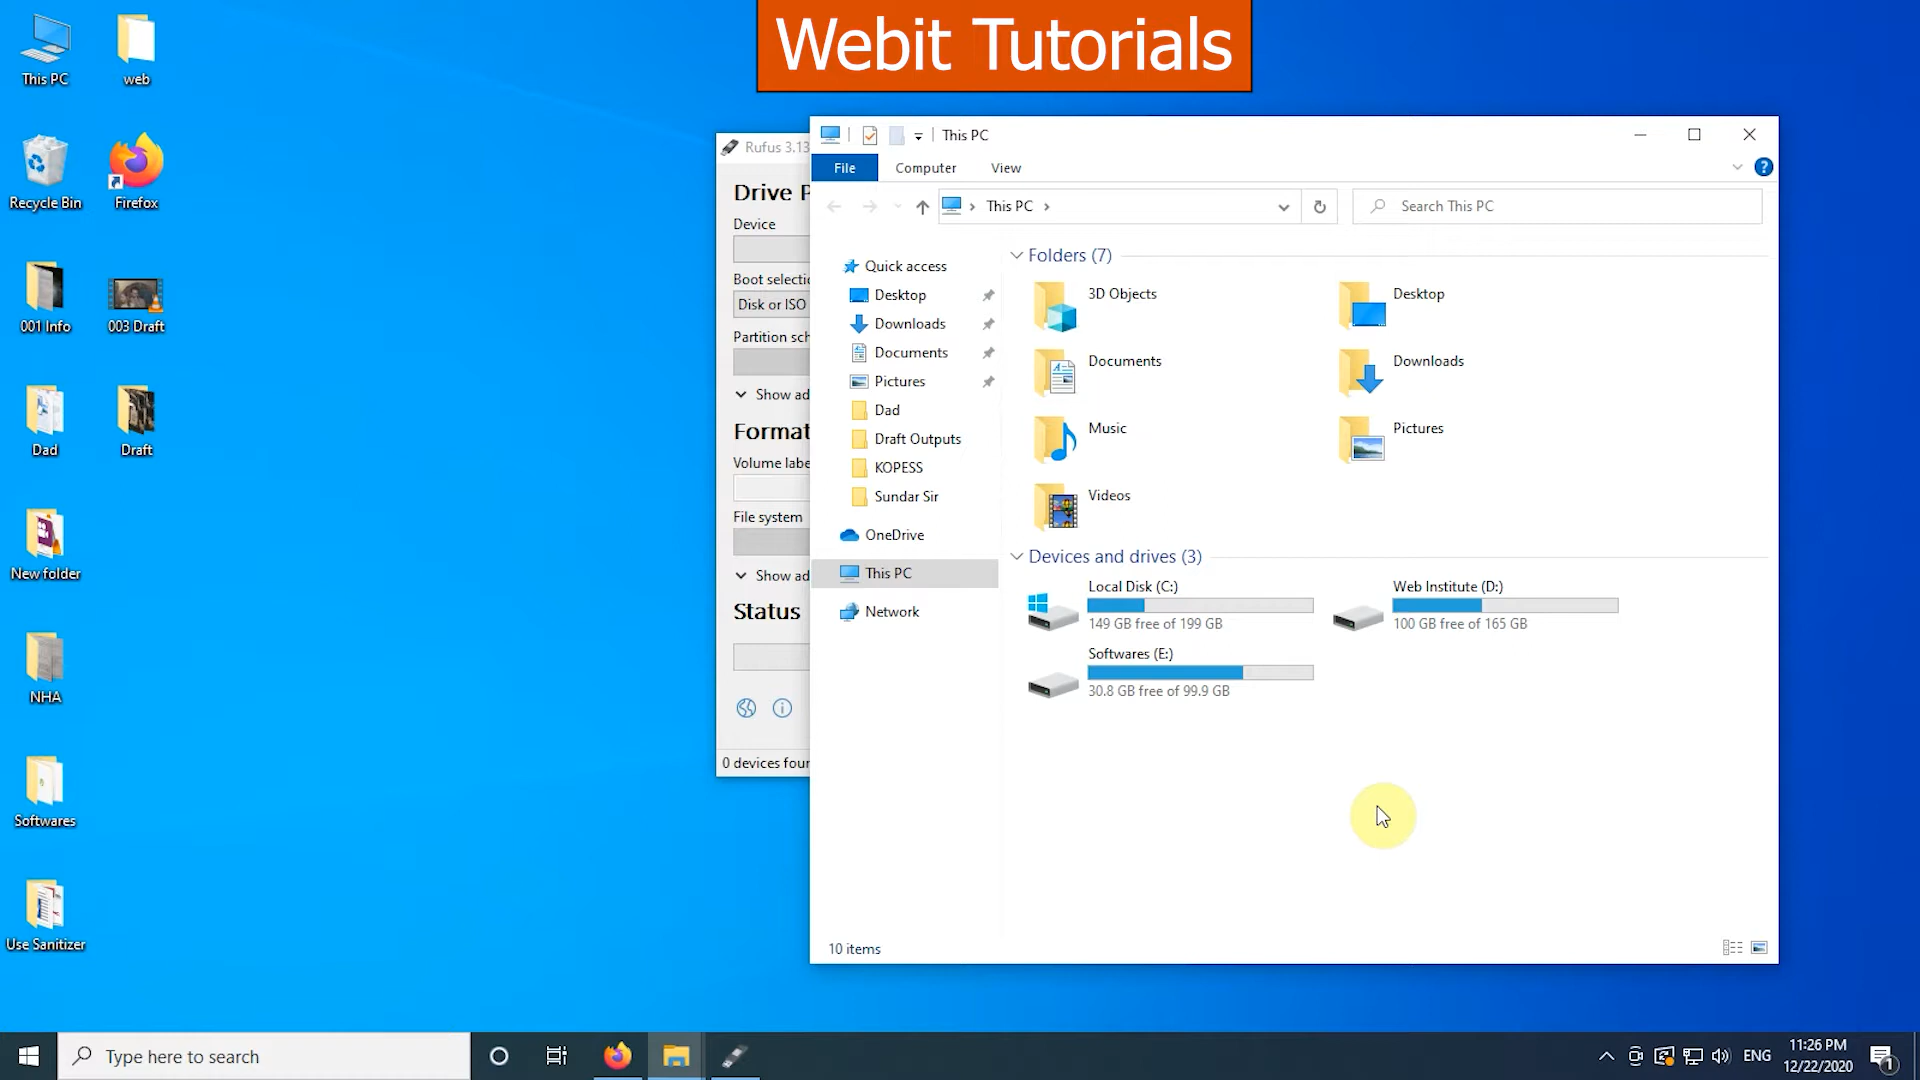 Webit Tutorials
This PC
web
Recycle Bin
Firefox
001 Info
003 Draft
Dad
Draft
New folder
NHA
Softwares
Use Sanitizer
Rufus 3.13
Drive P
Device
Boot selectio
Disk or ISO
Partition sch
Show ad
Format
Volume labe
File system
Show ad
Status
0 devices foun
This PC
File
Computer
View
This PC
Search This PC
Quick access
Desktop
Downloads
Documents
Pictures
Dad
Draft Outputs
KOPESS
Sundar Sir
OneDrive
This PC
Network
Folders (7)
3D Objects
Desktop
Documents
Downloads
Music
Pictures
Videos
Devices and drives (3)
Local Disk (C:)
149 GB free of 199 GB
Web Institute (D:)
100 GB free of 165 GB
Softwares (E:)
30.8 GB free of 99.9 GB
10 items
Type here to search
ENG
11:26 PM
12/22/2020
1